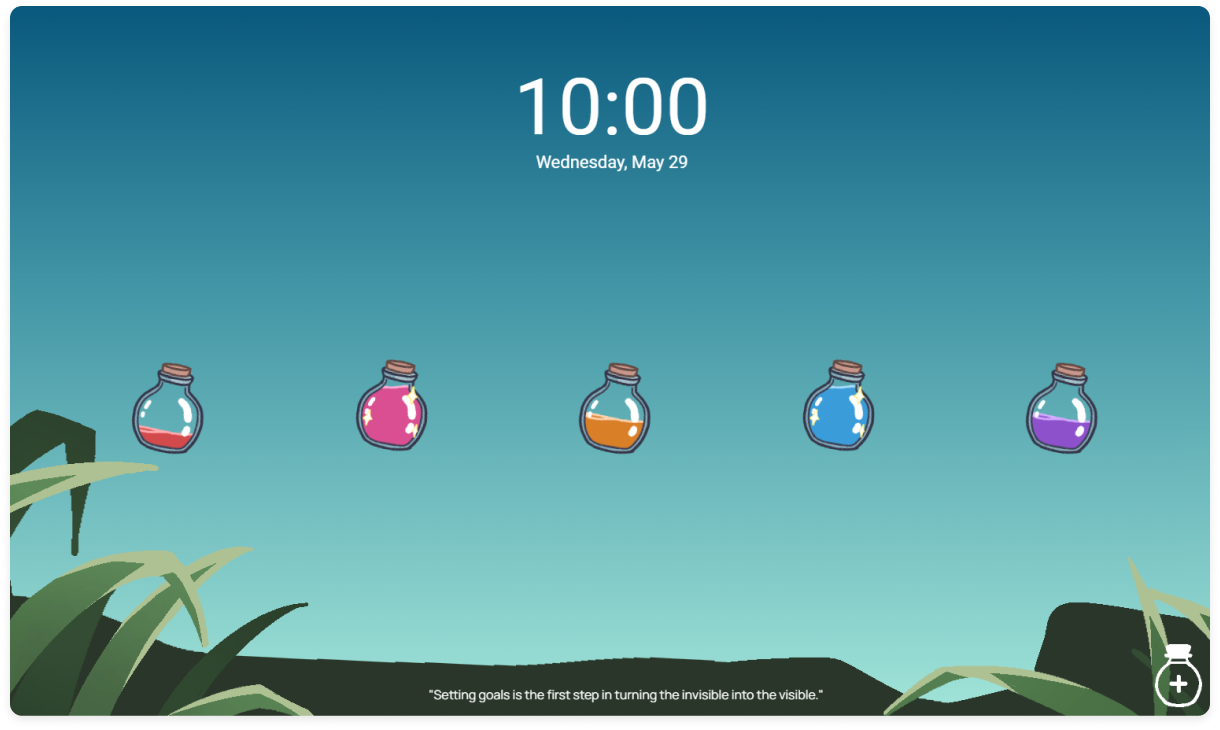 10:00
Wednesday, May 29
"Setting goals is the first step in turning the invisible into the visible."